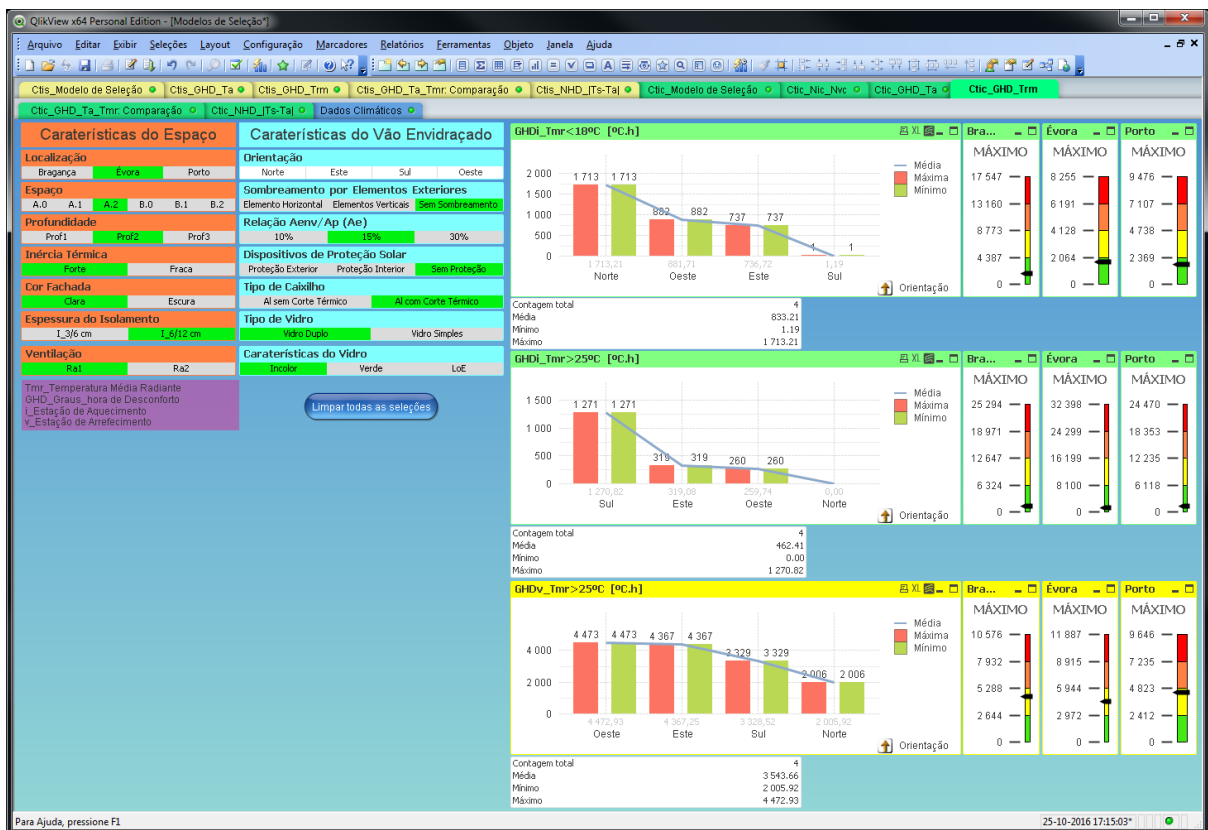 QlikView x64 Personal Edition - [Modelos de Seleção*]
Arquivo Editar Exibir Seleções Layout Configuração Marcadores Relatórios Ferramentas Objeto Janela Ajuda
Ctis_Modelo de Seleção Ctis_GHD_Ta Ctis_GHD_Trm Ctis_GHD_Ta_Tmr: Comparação Ctis_NHD_|Ts-Ta| Ctic_Modelo de Seleção Ctic_Nic_Nvc Ctic_GHD_Ta Ctic_GHD_Trm
Ctic_GHD_Ta_Tmr: Comparação Ctic_NHD_|Ts-Ta| Dados Climáticos
Caraterísticas do Espaço
Localização
Bragança Évora Porto
Espaço
A.0 A.1 A.2 B.0 B.1 B.2
Profundidade
Prof1 Prof2 Prof3
Inércia Térmica
Forte Fraca
Cor Fachada
Clara Escura
Espessura do Isolamento
I_3/6 cm I_6/12 cm
Ventilação
Ra1 Ra2
Tmr_Temperatura Média Radiante
GHD_Graus_hora de Desconforto
i_Estação de Aquecimento
v_Estação de Arrefecimento
Caraterísticas do Vão Envidraçado
Orientação
Norte Este Sul Oeste
Sombreamento por Elementos Exteriores
Elemento Horizontal Elementos Verticais Sem Sombreamento
Relação Aenv/Ap (Ae)
10% 15% 30%
Dispositivos de Proteção Solar
Proteção Exterior Proteção Interior Sem Proteção
Tipo de Caixilho
Al sem Corte Térmico Al com Corte Térmico
Tipo de Vidro
Vidro Duplo Vidro Simples
Caraterísticas do Vidro
Incolor Verde LoE
Limpar todas as seleções
GHDi_Tmr<18ºC [ºC.h]
XL
Média
Máxima
Mínimo
2 000
1 500
1 000
500
0
1 713 1 713
882 882
737 737
1 1
1 713,21 881,71 736,72 1,19
Norte Oeste Este Sul
Orientação
Contagem total 4
Média 833.21
Mínimo 1.19
Máximo 1 713.21
Bra...
MÁXIMO
17 547
13 160
8 773
4 387
0
Évora
MÁXIMO
8 255
6 191
4 128
2 064
0
Porto
MÁXIMO
9 476
7 107
4 738
2 369
0
GHDi_Tmr>25ºC [ºC.h]
XL
Média
Máxima
Mínimo
1 500
1 000
500
0
1 271 1 271
319 319
260 260
1 270,82 319,08 259,74 0,00
Sul Este Oeste Norte
Orientação
Contagem total 4
Média 462.41
Mínimo 0.00
Máximo 1 270.82
Bra...
MÁXIMO
25 294
18 971
12 647
6 324
0
Évora
MÁXIMO
32 398
24 299
16 199
8 100
0
Porto
MÁXIMO
24 470
18 353
12 235
6 118
0
GHDv_Tmr>25ºC [ºC.h]
XL
Média
Máxima
Mínimo
4 000
2 000
0
4 473 4 473
4 367 4 367
3 329 3 329
2 006 2 006
4 472,93 4 367,25 3 328,52 2 005,92
Oeste Este Sul Norte
Orientação
Contagem total 4
Média 3 543.66
Mínimo 2 005.92
Máximo 4 472.93
Bra...
MÁXIMO
10 576
7 932
5 288
2 644
0
Évora
MÁXIMO
11 887
8 915
5 944
2 972
0
Porto
MÁXIMO
9 646
7 235
4 823
2 412
0
Para Ajuda, pressione F1
25-10-2016 17:15:03*